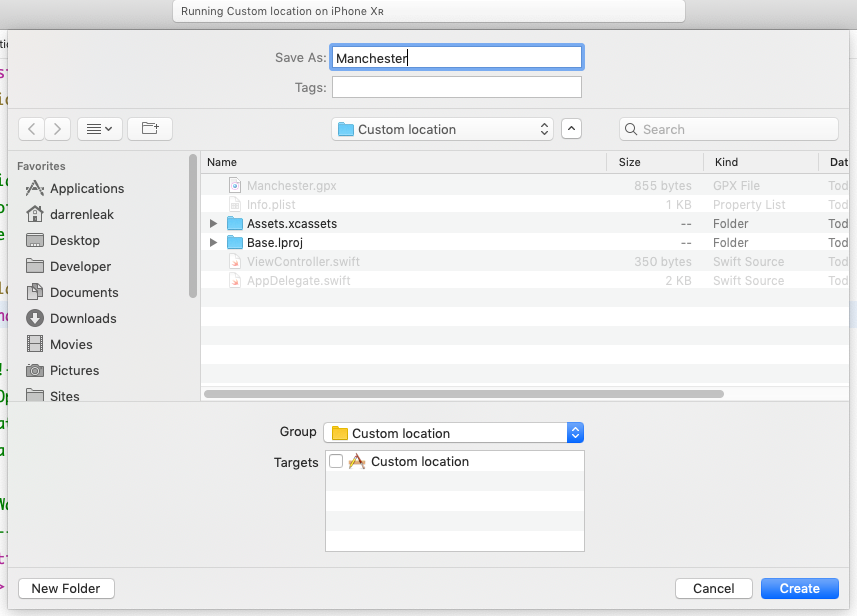 Running Custom location on iPhone XR
Save As: Manchester
Tags:
Custom location
Search
Favorites
Applications
darrenleak
Desktop
Developer
Documents
Downloads
Movies
Pictures
Sites
Name Size Kind Dat
Manchester.gpx 855 bytes GPX File Tod
Info.plist 1 KB Property List Tod
Assets.xcassets -- Folder Tod
Base.lproj -- Folder Tod
ViewController.swift 350 bytes Swift Source Tod
AppDelegate.swift 2 KB Swift Source Tod
Group Custom location
Targets Custom location
New Folder Cancel Create